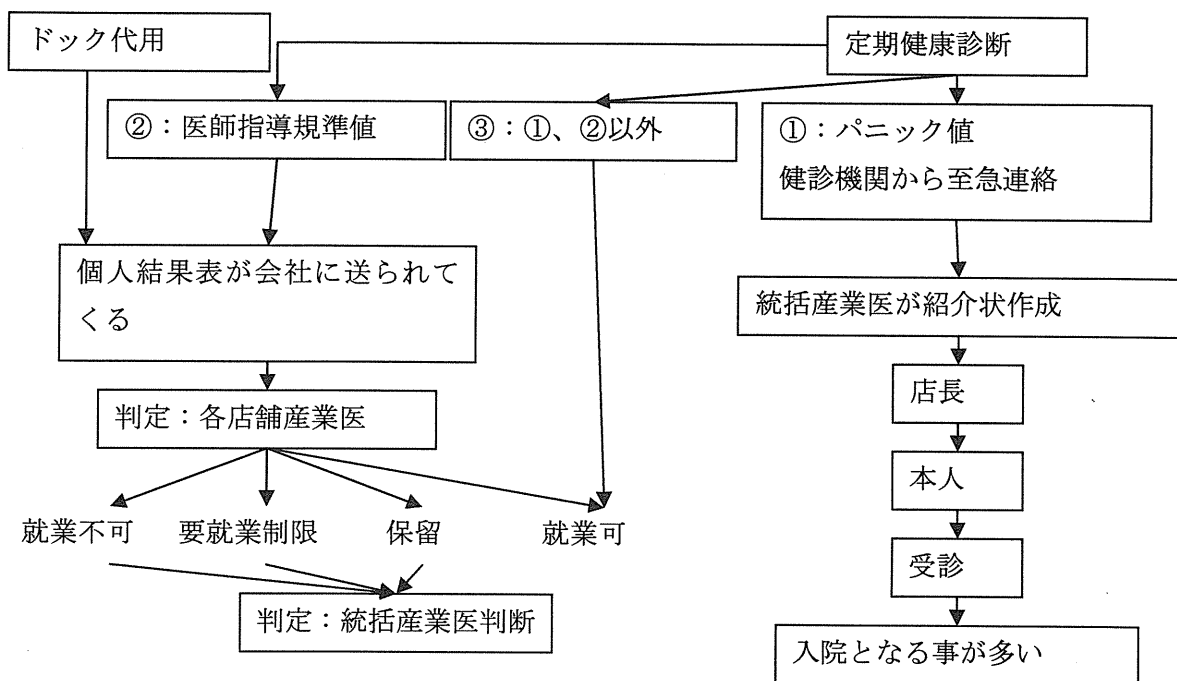 ドック代用
定期健康診断
②:医師指導規準値
③:①、②以外
①:パニック値
健診機関から至急連絡
個人結果表が会社に送られて
くる
統括産業医が紹介状作成
判定:各店舗産業医
店長
本人
就業不可
要就業制限
保留
就業可
受診
判定:統括産業医判断
入院となる事が多い